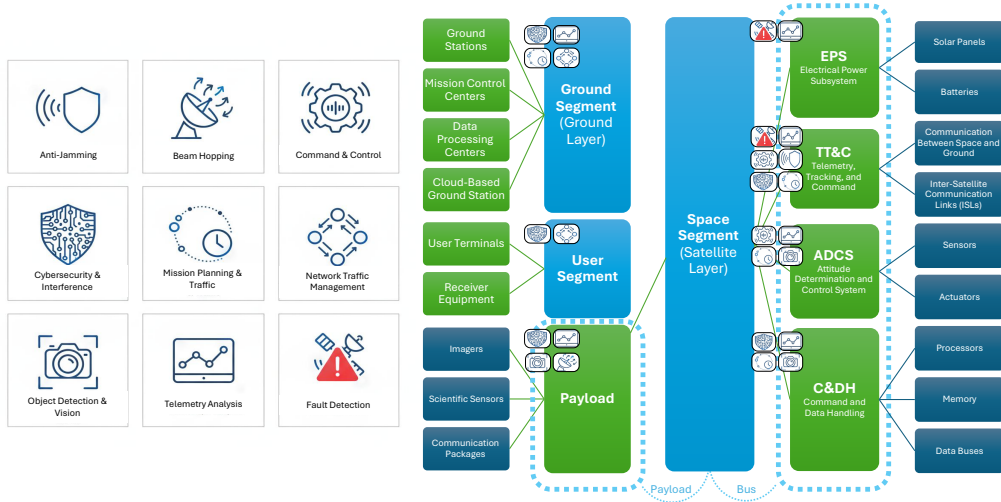 Anti-Jamming
Beam Hopping
Command & Control
Cybersecurity &
Interference
Mission Planning &
Traffic
Network Traffic
Management
Object Detection &
Vision
Telemetry Analysis
Fault Detection
Ground
Stations
Mission Control
Centers
Data
Processing
Centers
Cloud-Based
Ground Station
Ground
Segment
(Ground
Layer)
User Terminals
Receiver
Equipment
User
Segment
Imagers
Scientific Sensors
Communication
Packages
Payload
Space
Segment
(Satellite
Layer)
EPS
Electrical Power
Subsystem
Solar Panels
Batteries
TT&C
Telemetry,
Tracking, and
Command
Communication
Between Space and
Ground
Inter-Satellite
Communication
Links (ISLs)
ADCS
Attitude
Determination and
Control System
Sensors
Actuators
C&DH
Command and
Data Handling
Processors
Memory
Data Buses
Payload
Bus